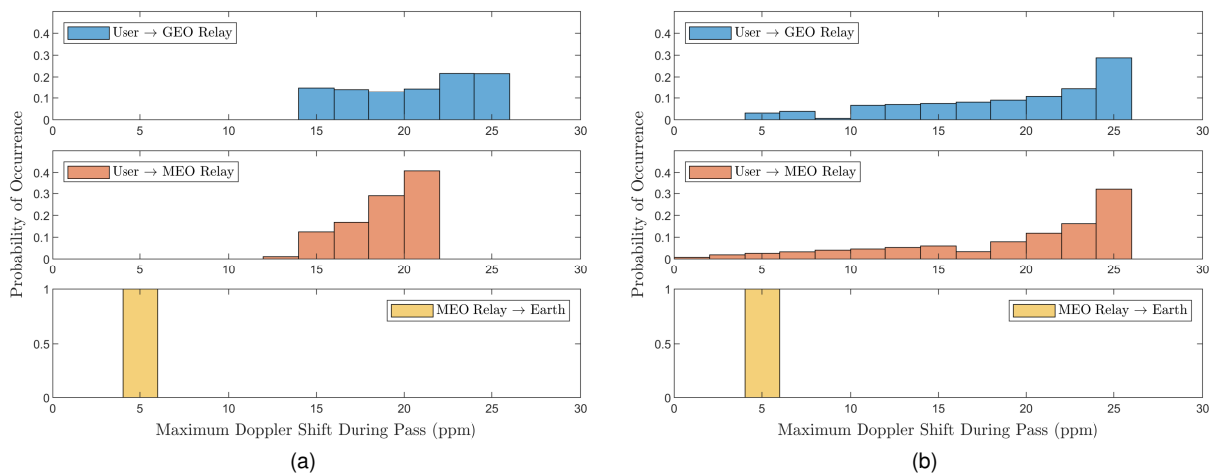 User → GEO Relay
0.4
0.3
0.2
0.1
0
0 5 10 15 20 25 30
Probability of Occurrence
User → MEO Relay
0.4
0.3
0.2
0.1
0
0 5 10 15 20 25 30
MEO Relay → Earth
1
0.5
0
0 5 10 15 20 25 30
Maximum Doppler Shift During Pass (ppm)
(a)
User → GEO Relay
0.4
0.3
0.2
0.1
0
0 5 10 15 20 25 30
Probability of Occurrence
User → MEO Relay
0.4
0.3
0.2
0.1
0
0 5 10 15 20 25 30
MEO Relay → Earth
1
0.5
0
0 5 10 15 20 25 30
Maximum Doppler Shift During Pass (ppm)
(b)